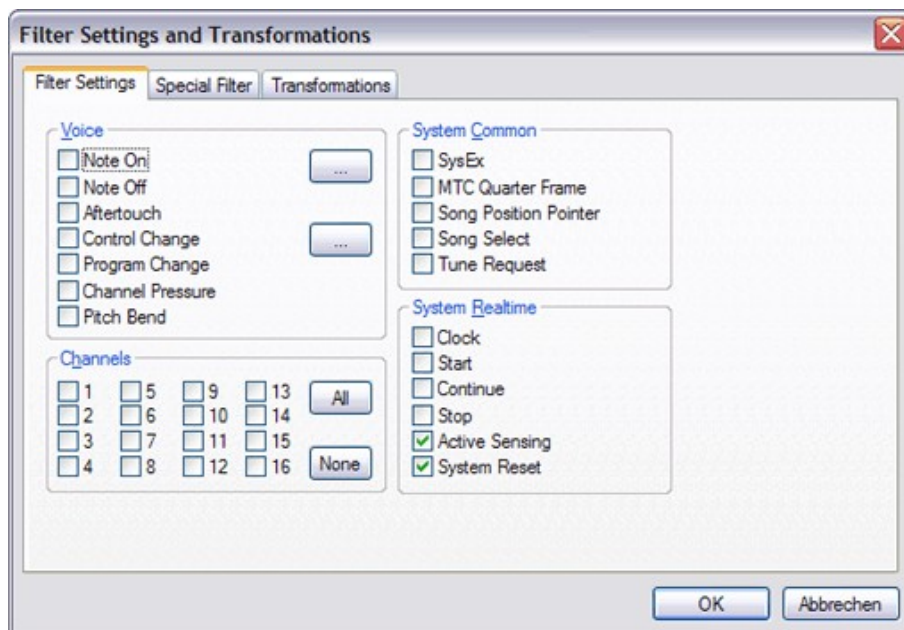 Filter Settings and Transformations
Filter Settings Special Filter Transformations
Voice
Note On ...
Note Off
Aftertouch
Control Change ...
Program Change
Channel Pressure
Pitch Bend
Channels
1 5 9 13 All
2 6 10 14
3 7 11 15
4 8 12 16 None
System Common
SysEx
MTC Quarter Frame
Song Position Pointer
Song Select
Tune Request
System Realtime
Clock
Start
Continue
Stop
Active Sensing
System Reset
OK Abbrechen